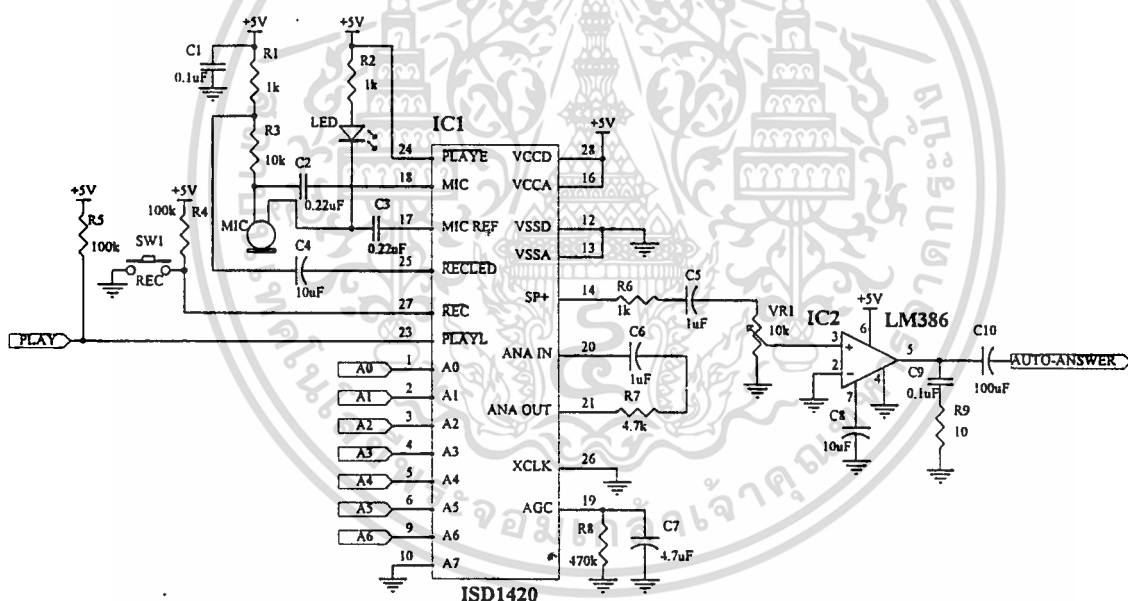 +5V
+5V
C1
0.1uF
R1
1k
R2
1k
R3
10k
LED
IC1
+5V
24
PLAYE
VCCD
28
18
MIC
VCCA
16
C2
0.22uF
+5V
+5V
R5
100k
100k
R4
MIC
C3
0.22uF
17
MIC REF
VSSD
12
VSSA
13
SW1
REC
C4
10uF
25
RECLED
27
REC
SP+
14
R6
1k
C5
1uF
VR1
10k
IC2
+5V
LM386
PLAY
23
PLAYL
3
+
6
5
2
-
4
7
C10
100uF
AUTO-ANSWER
C9
0.1uF
R9
10
C8
10uF
A0
1
A0
A1
2
A1
A2
3
A2
A3
4
A3
A4
5
A4
A5
6
A5
A6
9
A6
10
A7
ANA IN
20
C6
1uF
ANA OUT
21
R7
4.7k
XCLK
26
AGC
19
R8
470k
C7
4.7uF
ISD1420